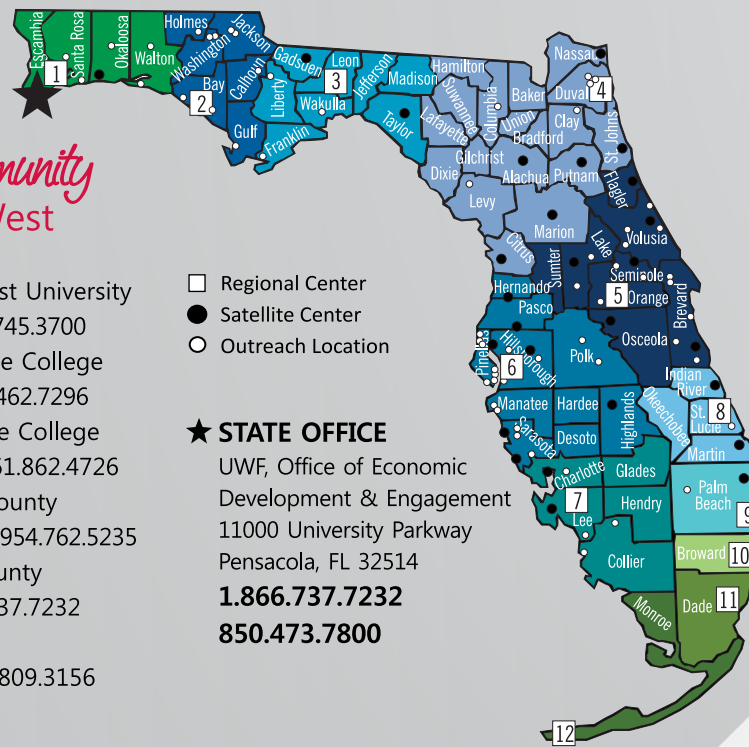 Escambia
Santa Rosa
Okaloosa
Walton
Holmes
Jackson
Washington
Bay
Calhoun
Gulf
Liberty
Gadsden
Franklin
Leon
Wakulla
Jefferson
Madison
Taylor
Hamilton
Suwannee
Lafayette
Columbia
Baker
Union
Bradford
Gilchrist
Dixie
Alachua
Levy
Nassau
Duval
Clay
St. Johns
Putnam
Flagler
Marion
Citrus
Volusia
Lake
Sumter
Seminole
Orange
Brevard
Osceola
Hernando
Pasco
Pinellas
Hillsborough
Polk
Manatee
Hardee
Highlands
Sarasota
Desoto
Indian
River
Okeechobee
St.
Lucie
Martin
Charlotte
Glades
Lee
Hendry
Collier
Palm
Beach
Broward
Dade
Monroe
1
2
3
4
5
6
7
8
9
10
11
12
munity
West
st University
745.3700
e College
462.7296
e College
51.862.4726
ounty
954.762.5235
unty
37.7232
809.3156
Regional Center
Satellite Center
Outreach Location
STATE OFFICE
UWF, Office of Economic
Development & Engagement
11000 University Parkway
Pensacola, FL 32514
1.866.737.7232
850.473.7800